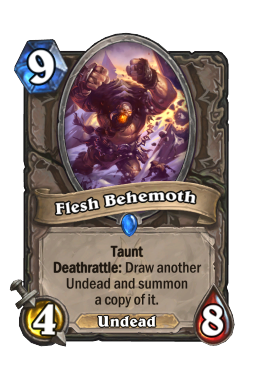 9
Flesh Behemoth
Taunt
Deathrattle: Draw another
Undead and summon
a copy of it.
4
Undead
8